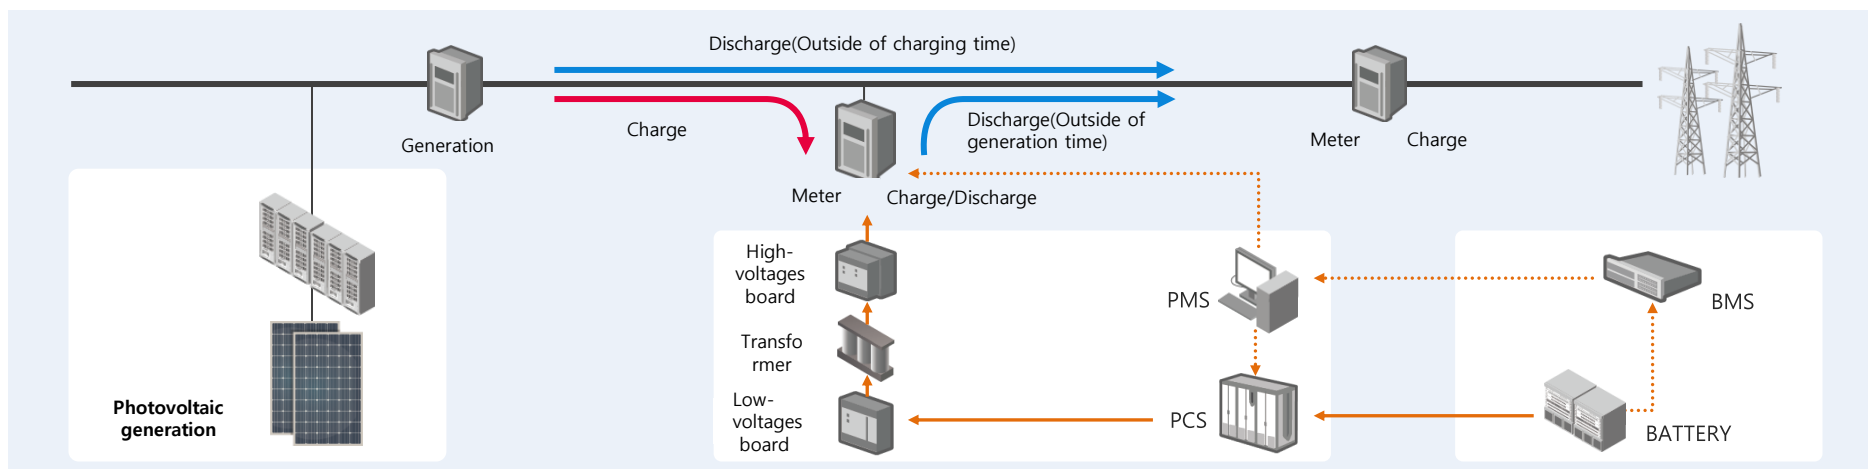 Discharge(Outside of charging time)
Generation
Charge
Discharge(Outside of
generation time)
Meter
Charge
Meter
Charge/Discharge
High-
voltages
board
PMS
BMS
Transfo
rmer
Photovoltaic
generation
Low-
voltages
board
PCS
BATTERY